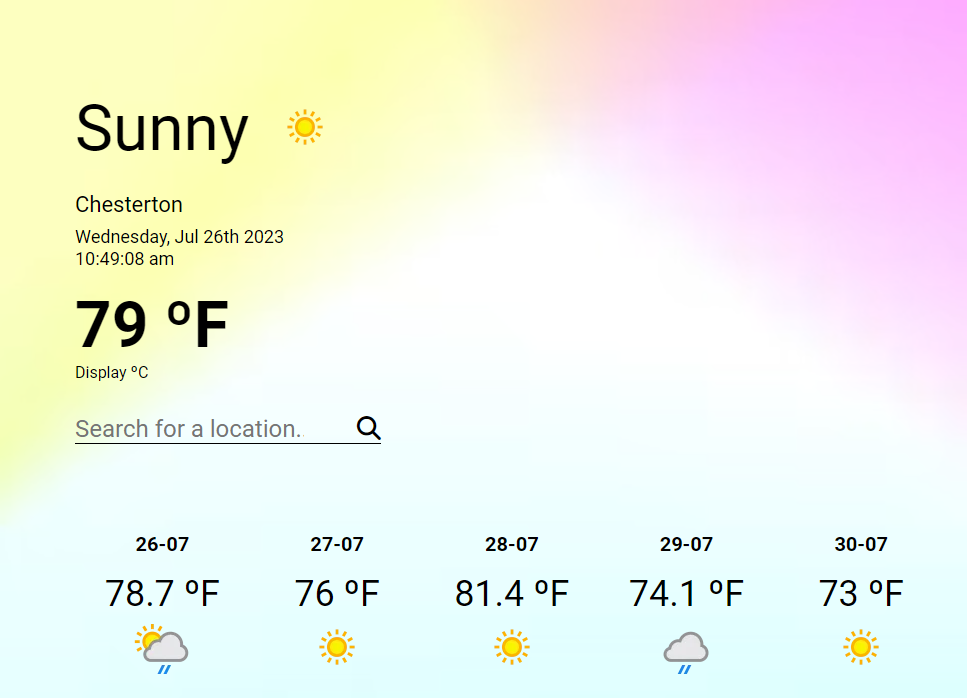 Sunny
Chesterton
Wednesday, Jul 26th 2023
10:49:08 am
79 ºF
Display ºC
Search for a location.
26-07 27-07 28-07 29-07 30-07
78.7 ºF 76 ºF 81.4 ºF 74.1 ºF 73 ºF